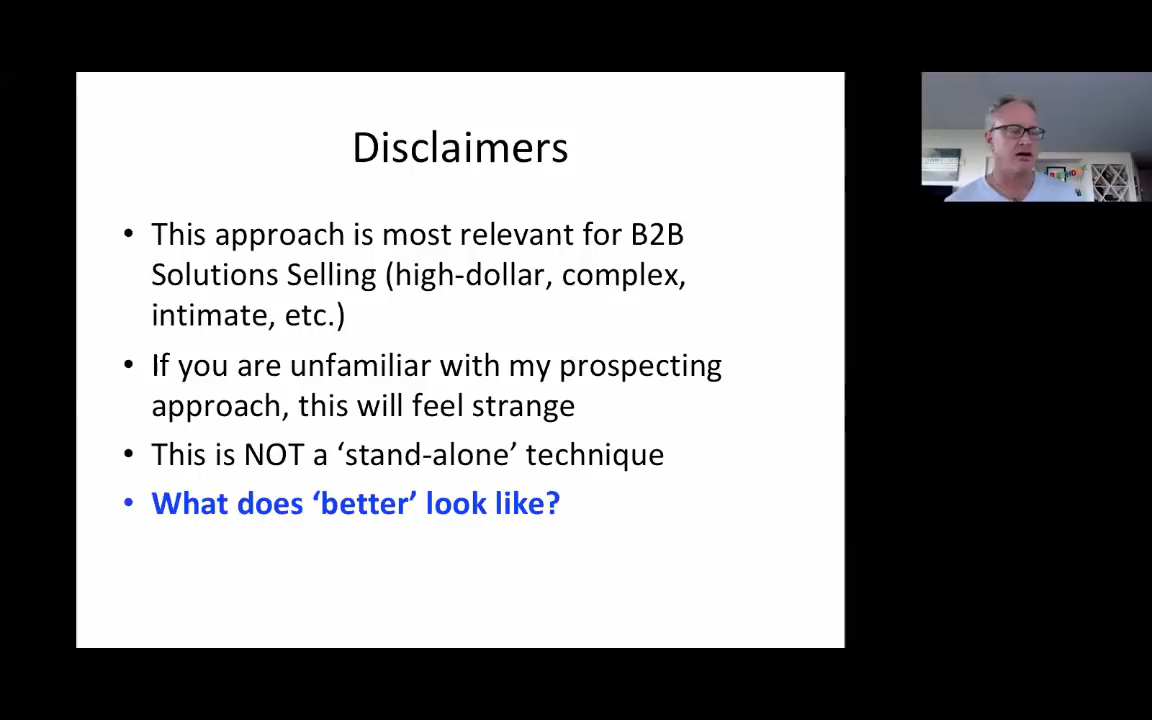 Disclaimers
• This approach is most relevant for B2B
Solutions Selling (high-dollar, complex,
intimate, etc.)
• If you are unfamiliar with my prospecting
approach, this will feel strange
• This is NOT a ‘stand-alone’ technique
• What does ‘better’ look like?